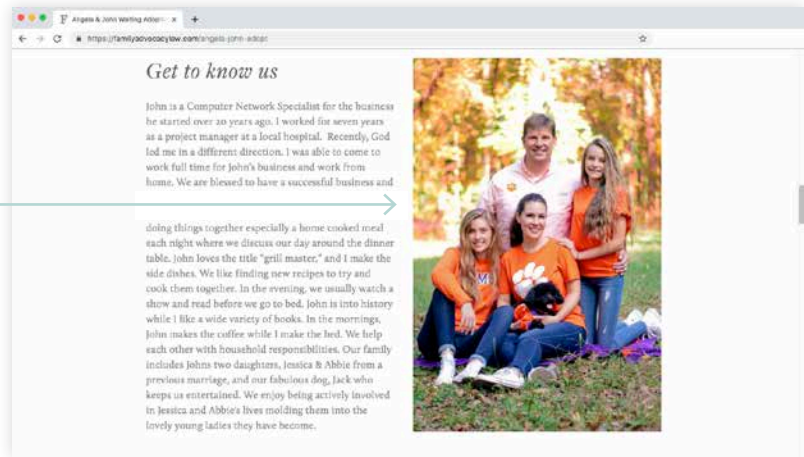 Angela & John Waiting Adopti
https://familyadvocacylaw.com/angela-john-adopt
Get to know us
John is a Computer Network Specialist for the business
he started over 20 years ago. I worked for seven years
as a project manager at a local hospital. Recently, God
led me in a different direction. I was able to come to
work full time for John's business and work from
home. We are blessed to have a successful business and
doing things together especially a home cooked meal
each night where we discuss our day around the dinner
table. John loves the title "grill master," and I make the
side dishes. We like finding new recipes to try and
cook them together. In the evening, we usually watch a
show and read before we go to bed. John is into history
while I like a wide variety of books. In the mornings,
John makes the coffee while I make the bed. We help
each other with household responsibilities. Our family
includes Johns two daughters, Jessica & Abbie from a
previous marriage, and our fabulous dog, Jack who
keeps us entertained. We enjoy being actively involved
in Jessica and Abbie's lives molding them into the
lovely young ladies they have become.